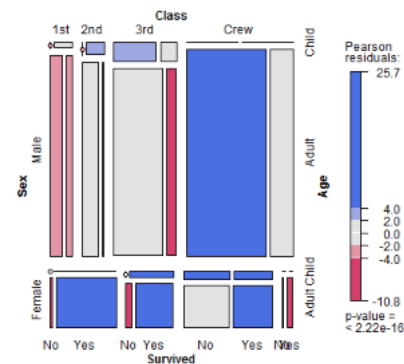 Class
1st 2nd 3rd Crew
Sex
Male
Female
Child
Adult
Adult Child
Age
No Yes No Yes No Yes No Yes
Survived
Pearson
residuals:
25.7
4.0
2.0
0.0
-2.0
-4.0
-10.8
p-value =
< 2.22e-16